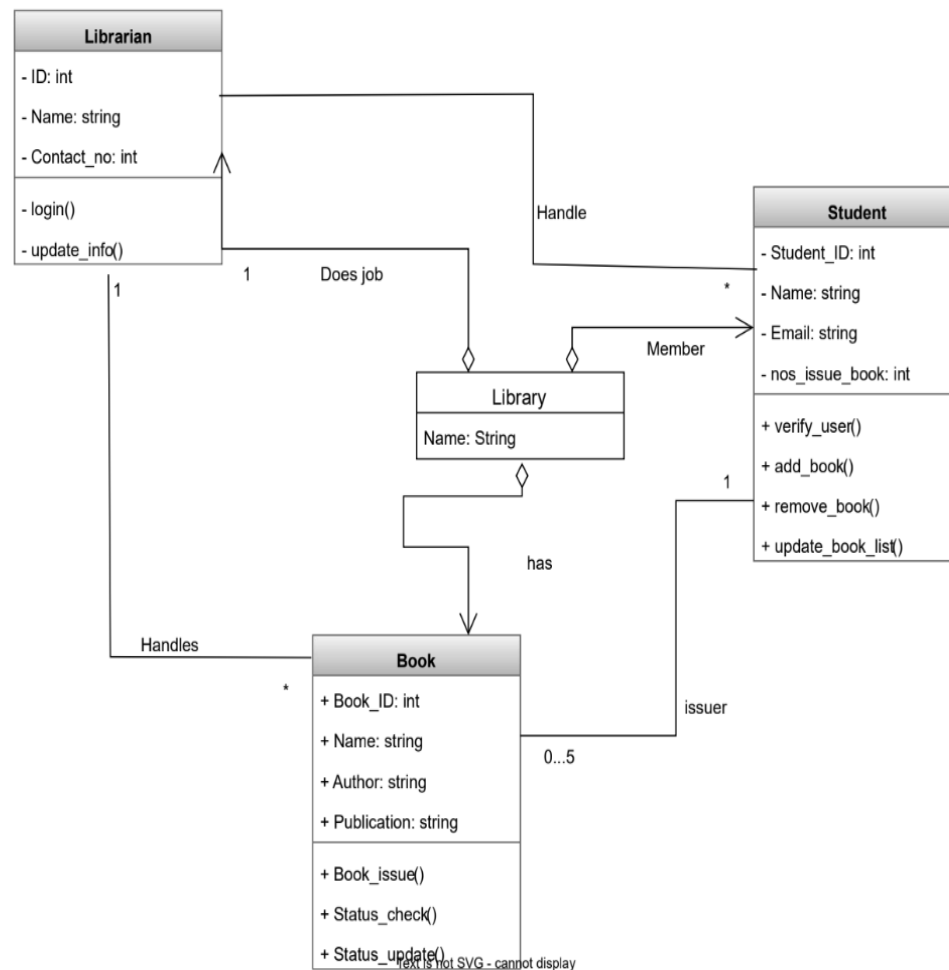 Librarian
- ID: int
- Name: string
- Contact_no: int
- login()
- update_info()
1
1
Does job
Handle
*
Student
- Student_ID: int
- Name: string
- Email: string
- nos_issue_book: int
+ verify_user()
+ add_book()
+ remove_book()
+ update_book_list()
Member
Library
Name: String
1
has
Handles
*
Book
+ Book_ID: int
+ Name: string
+ Author: string
+ Publication: string
+ Book_issue()
+ Status_check()
+ Status_update()
issuer
0...5
Text is not SVG - cannot display